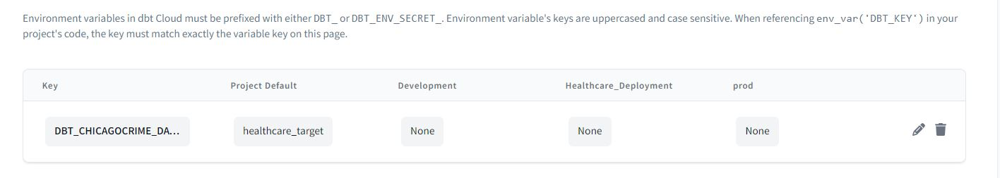 Environment variables in dbt Cloud must be prefixed with either DBT_ or DBT_ENV_SECRET_. Environment variable's keys are uppercased and case sensitive. When referencing env_var('DBT_KEY') in your
project's code, the key must match exactly the variable key on this page.
Key Project Default Development Healthcare_Deployment prod
DBT_CHICAGOCRIME_DA... healthcare_target None None None